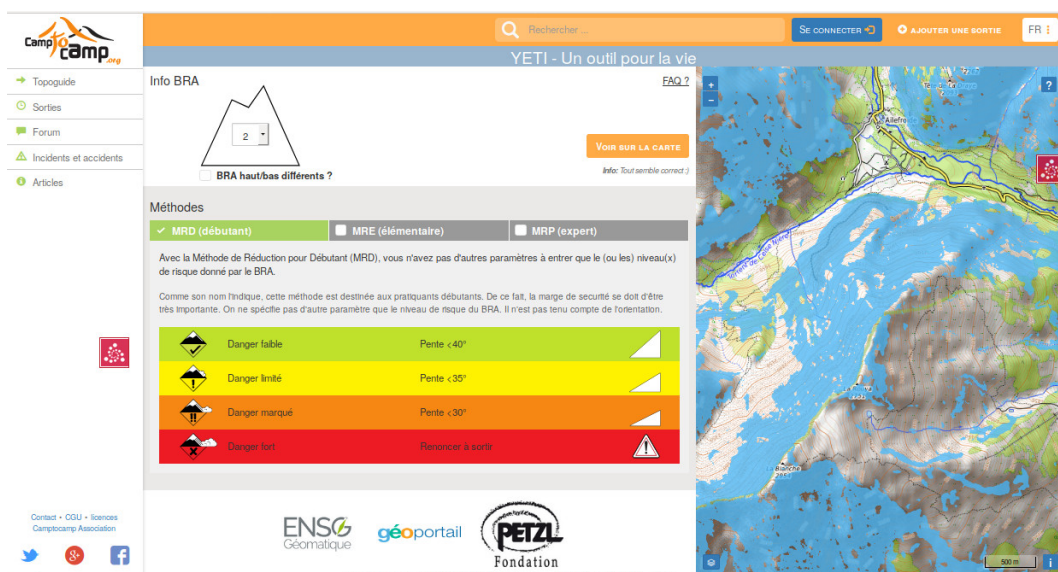 Camp
to
camp
.org
Rechercher ...
SE CONNECTER
AJOUTER UNE SORTIE
FR
YETI - Un outil pour la vie
Topoguide
Sorties
Forum
Incidents et accidents
Articles
Info BRA
FAQ ?
2
BRA haut/bas différents ?
VOIR SUR LA CARTE
Info: Tout semble correct :)
Méthodes
MRD (débutant)
MRE (élémentaire)
MRP (expert)
Avec la Méthode de Réduction pour Débutant (MRD), vous n'avez pas d'autres paramètres à entrer que le (ou les) niveau(x)
de risque donné par le BRA.
Comme son nom l'indique, cette méthode est destinée aux pratiquants débutants. De ce fait, la marge de securité se doit d'être
très importante. On ne spécifie pas d'autre paramètre que le niveau de risque du BRA. Il n'est pas tenu compte de l'orientation.
Danger faible Pente <40°
Danger limité Pente <35°
Danger marqué Pente <30°
Danger fort Renoncer à sortir
Contact • CGU • licences
Camptocamp Association
ENSG
Géomatique
géoportail
PETZL
Fondation
+
-
?
Ailefroide
La Blanche
500 m
i